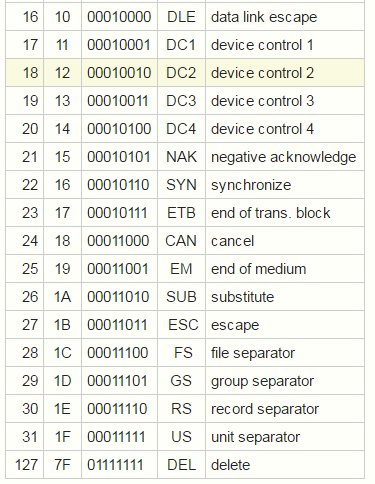 16 10 00010000 DLE data link escape
17 11 00010001 DC1 device control 1
18 12 00010010 DC2 device control 2
19 13 00010011 DC3 device control 3
20 14 00010100 DC4 device control 4
21 15 00010101 NAK negative acknowledge
22 16 00010110 SYN synchronize
23 17 00010111 ETB end of trans. block
24 18 00011000 CAN cancel
25 19 00011001 EM end of medium
26 1A 00011010 SUB substitute
27 1B 00011011 ESC escape
28 1C 00011100 FS file separator
29 1D 00011101 GS group separator
30 1E 00011110 RS record separator
31 1F 00011111 US unit separator
127 7F 01111111 DEL delete